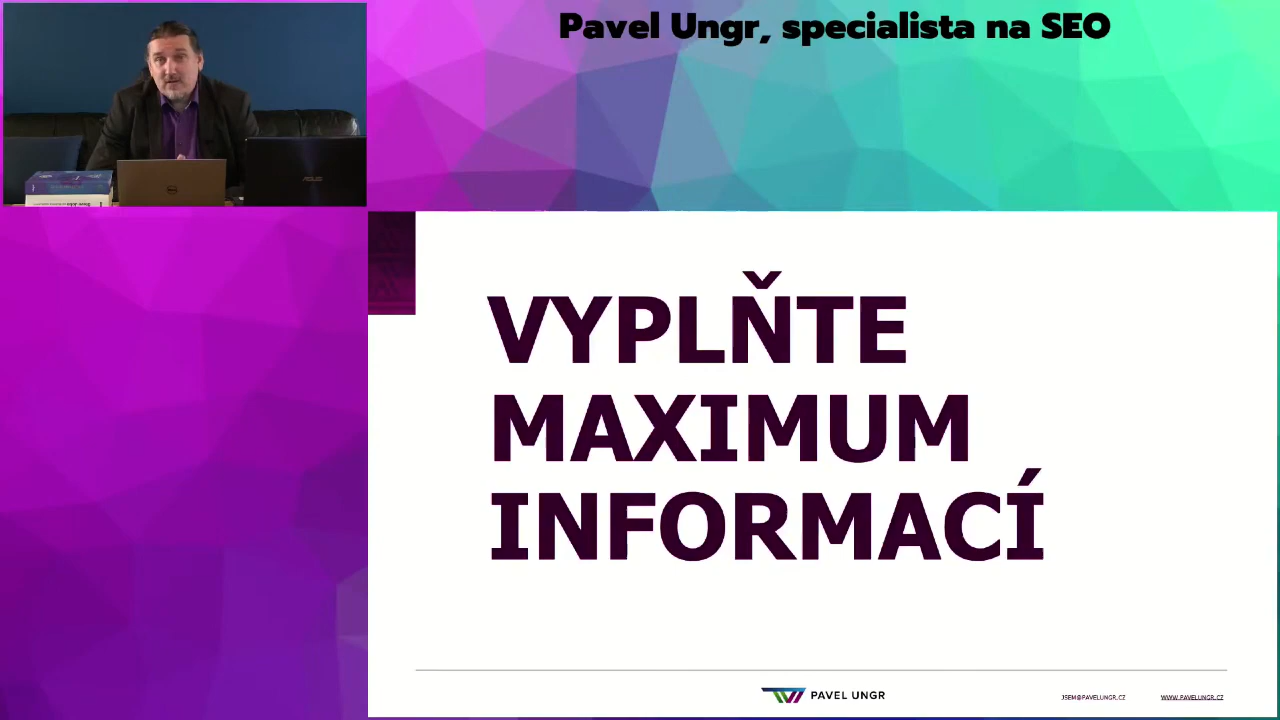 Pavel Ungr, specialista na SEO
VYPLŇTE
MAXIMUM
INFORMACÍ
PAVEL UNGR
JSEM@PAVELUNGR.CZ
WWW.PAVELUNGR.CZ